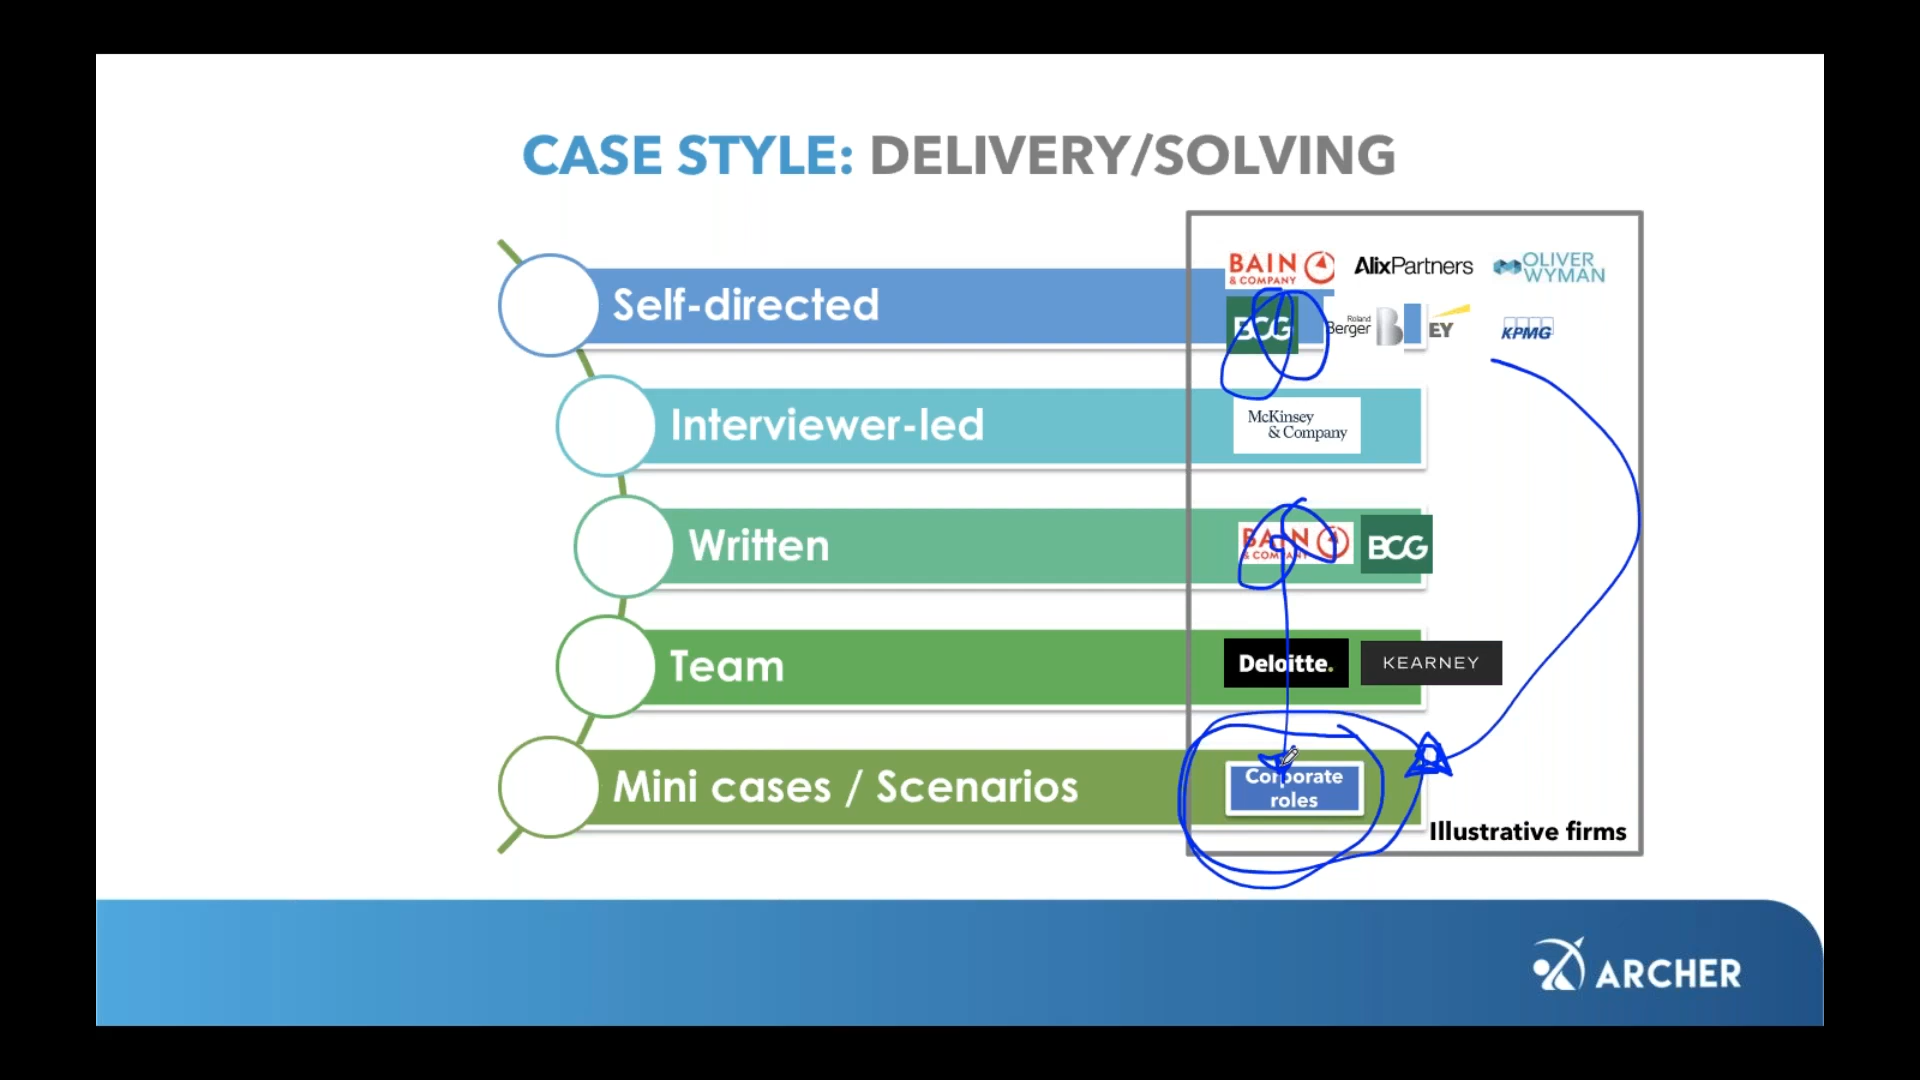 CASE STYLE: DELIVERY/SOLVING
Self-directed
BAIN & COMPANY
AlixPartners
OLIVER WYMAN
BCG
Roland Berger B
EY
KPMG
Interviewer-led
McKinsey
& Company
Written
BAIN & COMPANY
BCG
Team
Deloitte.
KEARNEY
Mini cases / Scenarios
Corporate
roles
Illustrative firms
ARCHER